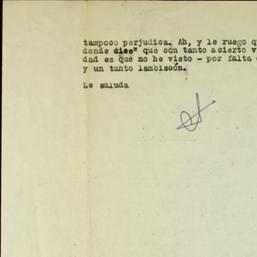 tampoco perjudica. Ah, y le ruego q
donde dice" que con tanto acierto v
dad es que no he visto - por falta
y un tanto lambiscón.
Le saluda